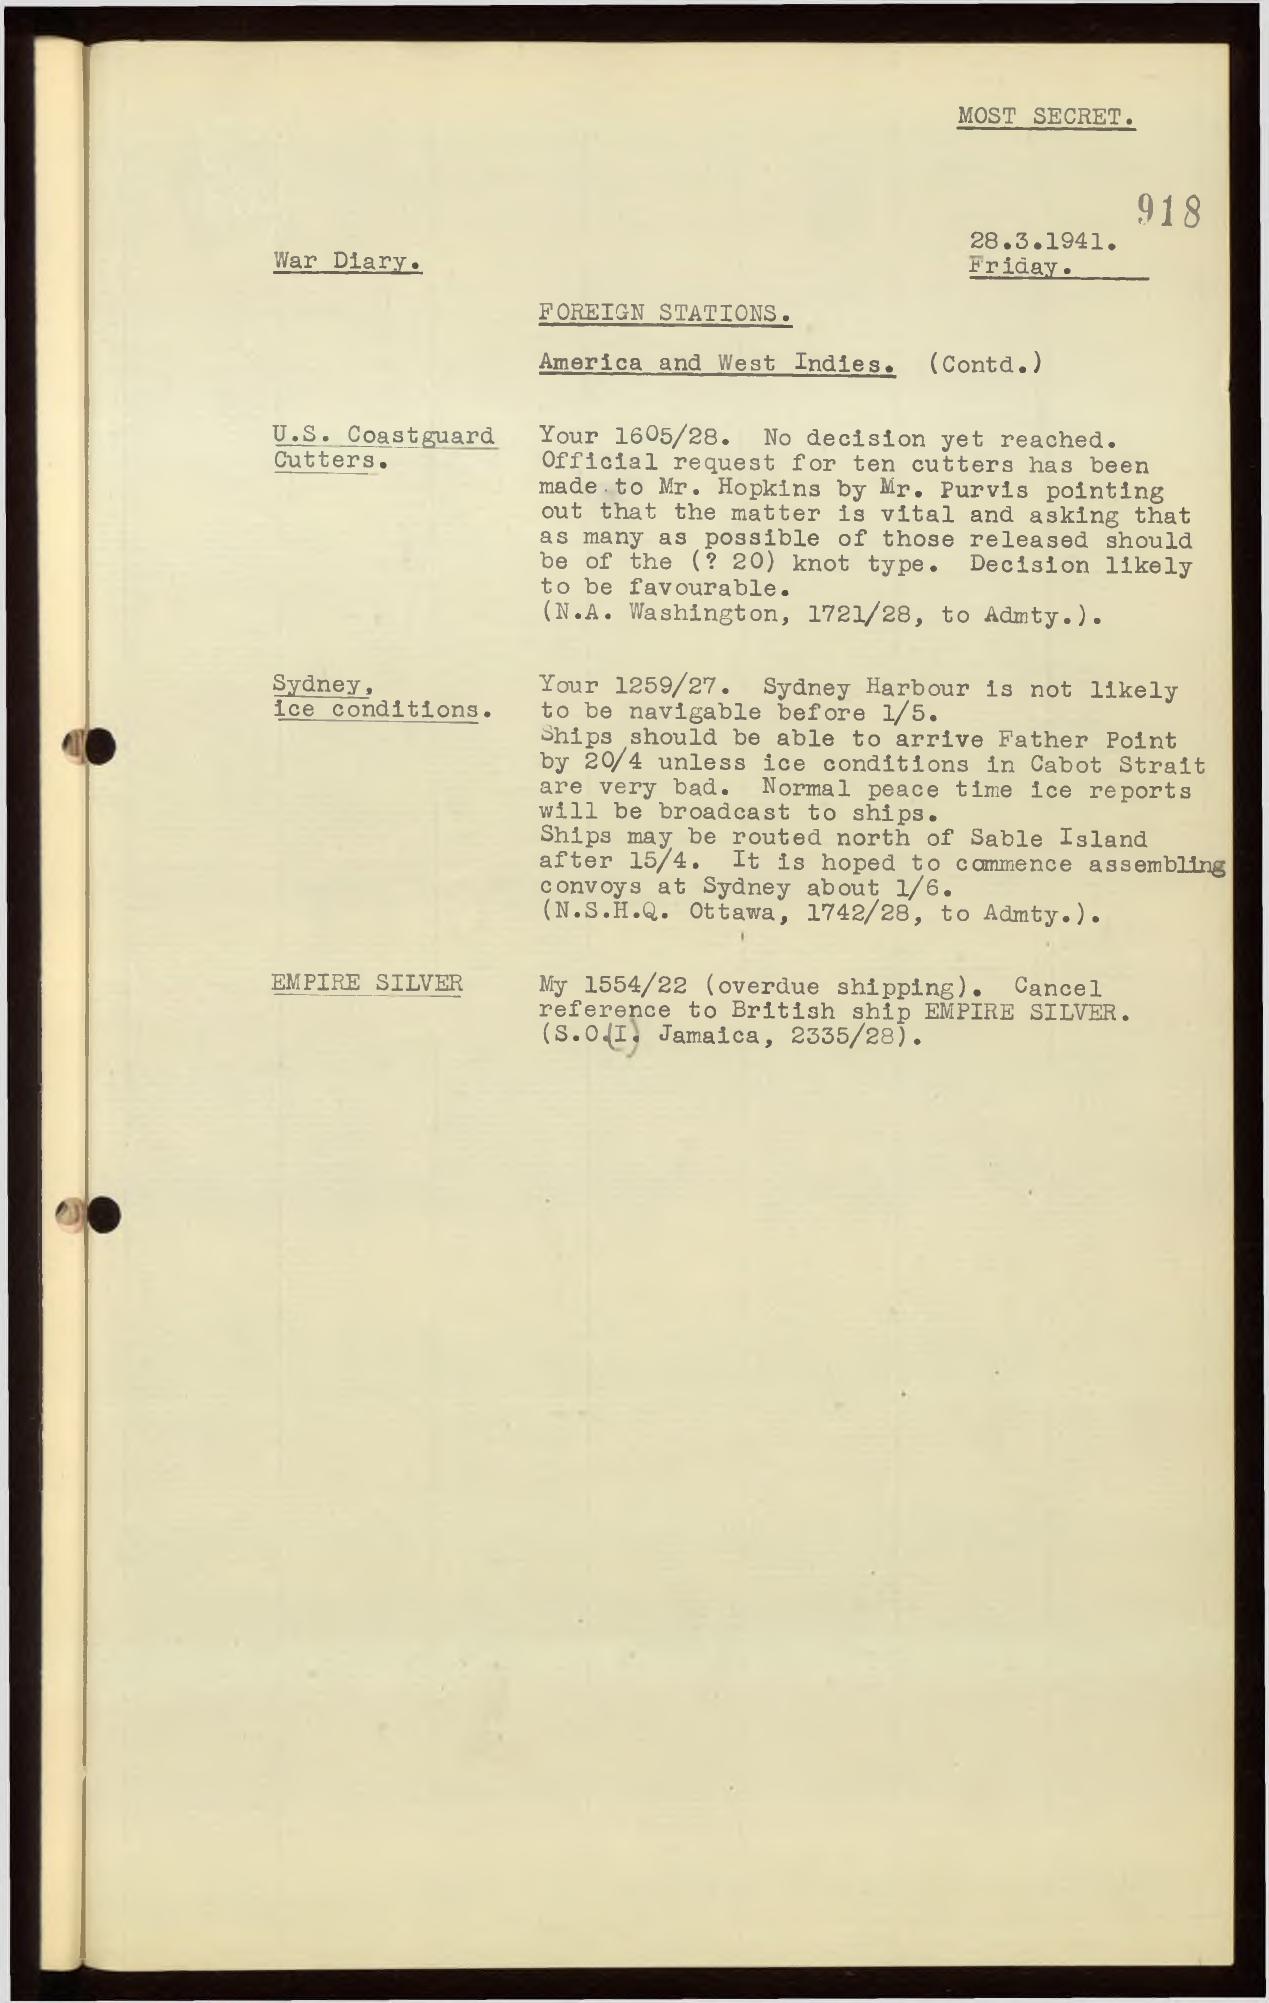 MOST SECRET.
918
28.3.1941.
War Diary.
Friday.
FOREIGN STATIONS.
America and West Indies. (Contd.)
U.S. Coastguard
Cutters.
Your 1605/28. No decision yet reached.
Official request for ten cutters has been
made to Mr. Hopkins by Mr. Purvis pointing
out that the matter is vital and asking that
as many as possible of those released should
be of the (? 20) knot type. Decision likely
to be favourable.
(N.A. Washington, 1721/28, to Admty.).
Sydney,
ice conditions.
Your 1259/27. Sydney Harbour is not likely
to be navigable before 1/5.
Ships should be able to arrive Father Point
by 20/4 unless ice conditions in Cabot Strait
are very bad. Normal peace time ice reports
will be broadcast to ships.
Ships may be routed north of Sable Island
after 15/4. It is hoped to commence assembling
convoys at Sydney about 1/6.
(N.S.H.Q. Ottawa, 1742/28, to Admty.).
EMPIRE SILVER
My 1554/22 (overdue shipping). Cancel
reference to British ship EMPIRE SILVER.
(S.O.(I) Jamaica, 2335/28).